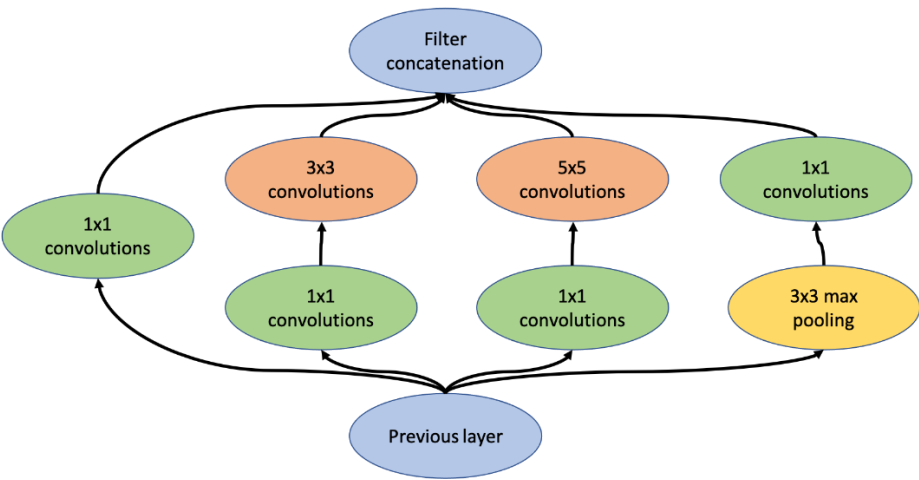 Filter
concatenation
3x3
convolutions
5x5
convolutions
1x1
convolutions
1x1
convolutions
1x1
convolutions
1x1
convolutions
3x3 max
pooling
Previous layer